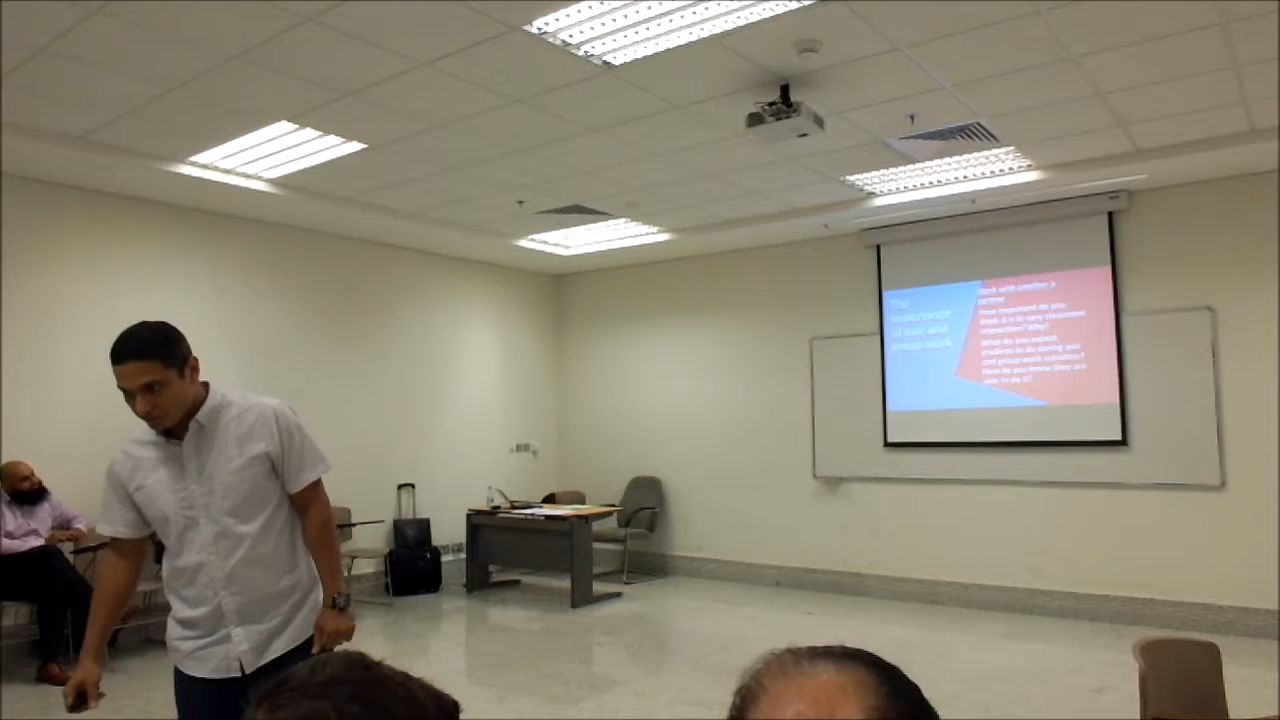 The
importance
of pair and
group work
Work with another a
partner
How important do you
think it is to vary classroom
interaction? Why?
What do you expect
students to do during pair
and group work activities?
How do you know they are
able to do it?